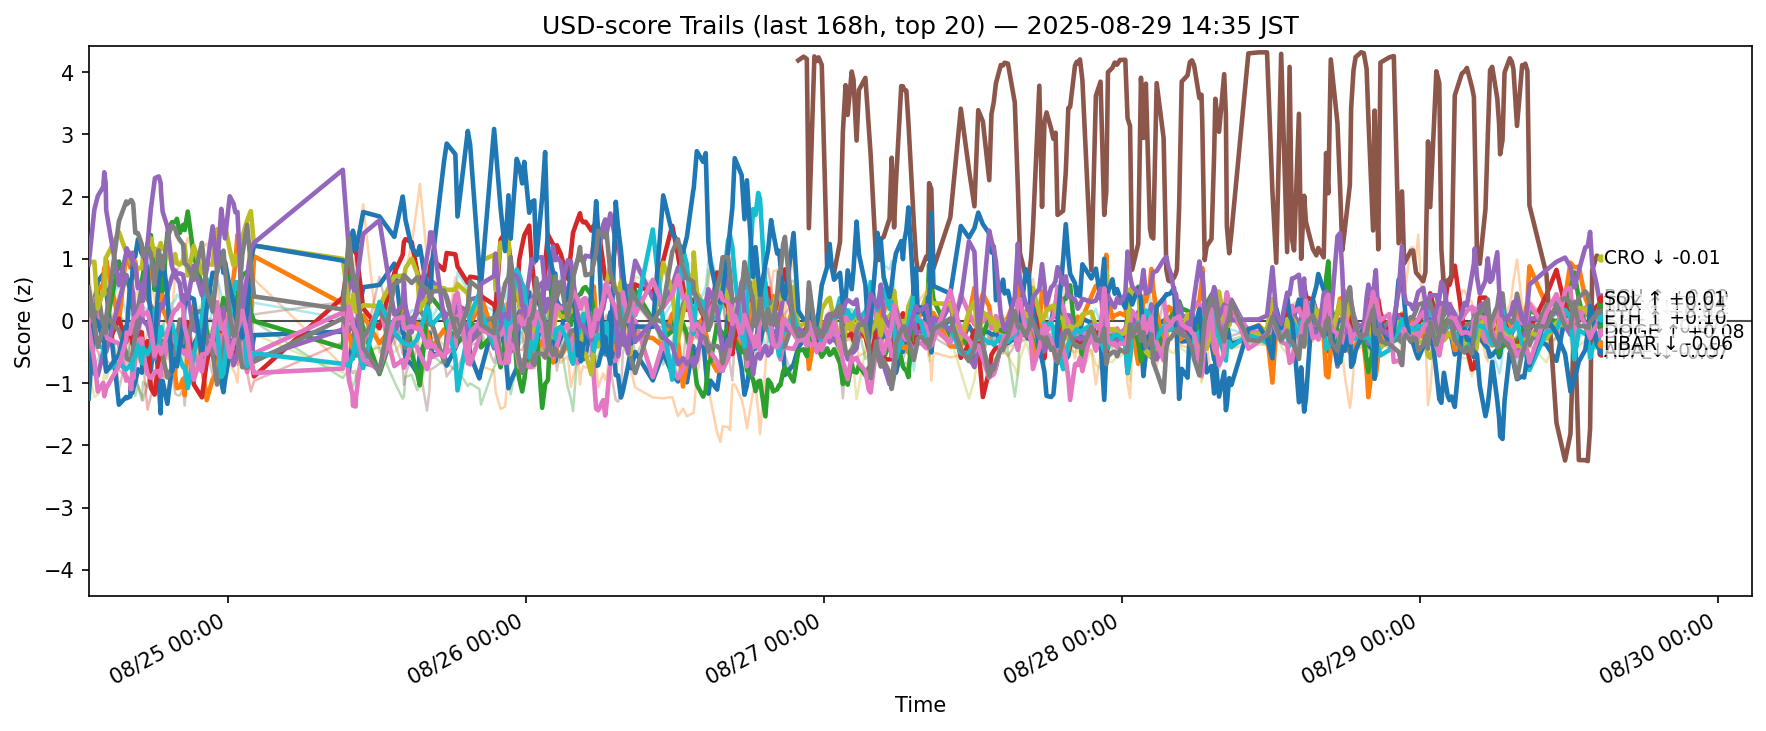 USD-score Trails (last 168h, top 20) — 2025-08-29 14:35 JST
Score (z)
4
3
2
1
0
−1
−2
−3
−4
CRO ↓ -0.01
SOL ↑ +0.01
ETH ↑ +0.10
DOGE ↑ +0.08
HBAR ↓ -0.06
08/25 00:00
08/26 00:00
08/27 00:00
08/28 00:00
08/29 00:00
08/30 00:00
Time